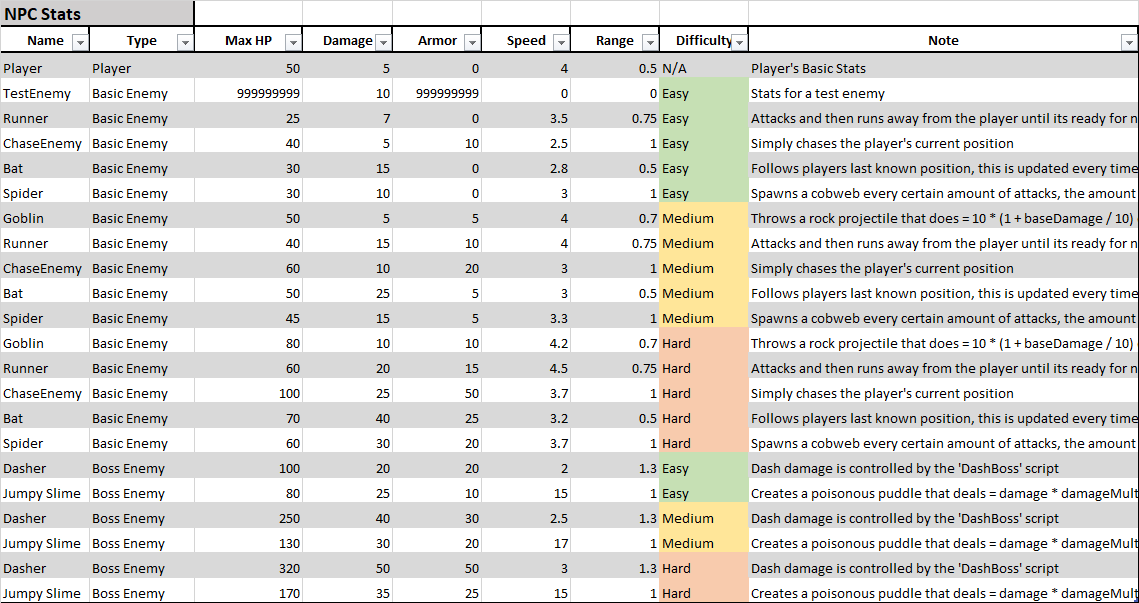 NPC Stats
Name Type Max HP Damage Armor Speed Range Difficulty Note
Player Player 50 5 0 4 0.5 N/A Player's Basic Stats
TestEnemy Basic Enemy 999999999 10 999999999 0 0 Easy Stats for a test enemy
Runner Basic Enemy 25 7 0 3.5 0.75 Easy Attacks and then runs away from the player until its ready for n
ChaseEnemy Basic Enemy 40 5 10 2.5 1 Easy Simply chases the player's current position
Bat Basic Enemy 30 15 0 2.8 0.5 Easy Follows players last known position, this is updated every time
Spider Basic Enemy 30 10 0 3 1 Easy Spawns a cobweb every certain amount of attacks, the amount
Goblin Basic Enemy 50 5 5 4 0.7 Medium Throws a rock projectile that does = 10 * (1 + baseDamage / 10)
Runner Basic Enemy 40 15 10 4 0.75 Medium Attacks and then runs away from the player until its ready for n
ChaseEnemy Basic Enemy 60 10 20 3 1 Medium Simply chases the player's current position
Bat Basic Enemy 50 25 5 3 0.5 Medium Follows players last known position, this is updated every time
Spider Basic Enemy 45 15 5 3.3 1 Medium Spawns a cobweb every certain amount of attacks, the amount
Goblin Basic Enemy 80 10 10 4.2 0.7 Hard Throws a rock projectile that does = 10 * (1 + baseDamage / 10)
Runner Basic Enemy 60 20 15 4.5 0.75 Hard Attacks and then runs away from the player until its ready for n
ChaseEnemy Basic Enemy 100 25 50 3.7 1 Hard Simply chases the player's current position
Bat Basic Enemy 70 40 25 3.2 0.5 Hard Follows players last known position, this is updated every time
Spider Basic Enemy 60 30 20 3.7 1 Hard Spawns a cobweb every certain amount of attacks, the amount
Dasher Boss Enemy 100 20 20 2 1.3 Easy Dash damage is controlled by the 'DashBoss' script
Jumpy Slime Boss Enemy 80 25 10 15 1 Easy Creates a poisonous puddle that deals = damage * damageMult
Dasher Boss Enemy 250 40 30 2.5 1.3 Medium Dash damage is controlled by the 'DashBoss' script
Jumpy Slime Boss Enemy 130 30 20 17 1 Medium Creates a poisonous puddle that deals = damage * damageMult
Dasher Boss Enemy 320 50 50 3 1.3 Hard Dash damage is controlled by the 'DashBoss' script
Jumpy Slime Boss Enemy 170 35 25 15 1 Hard Creates a poisonous puddle that deals = damage * damageMult